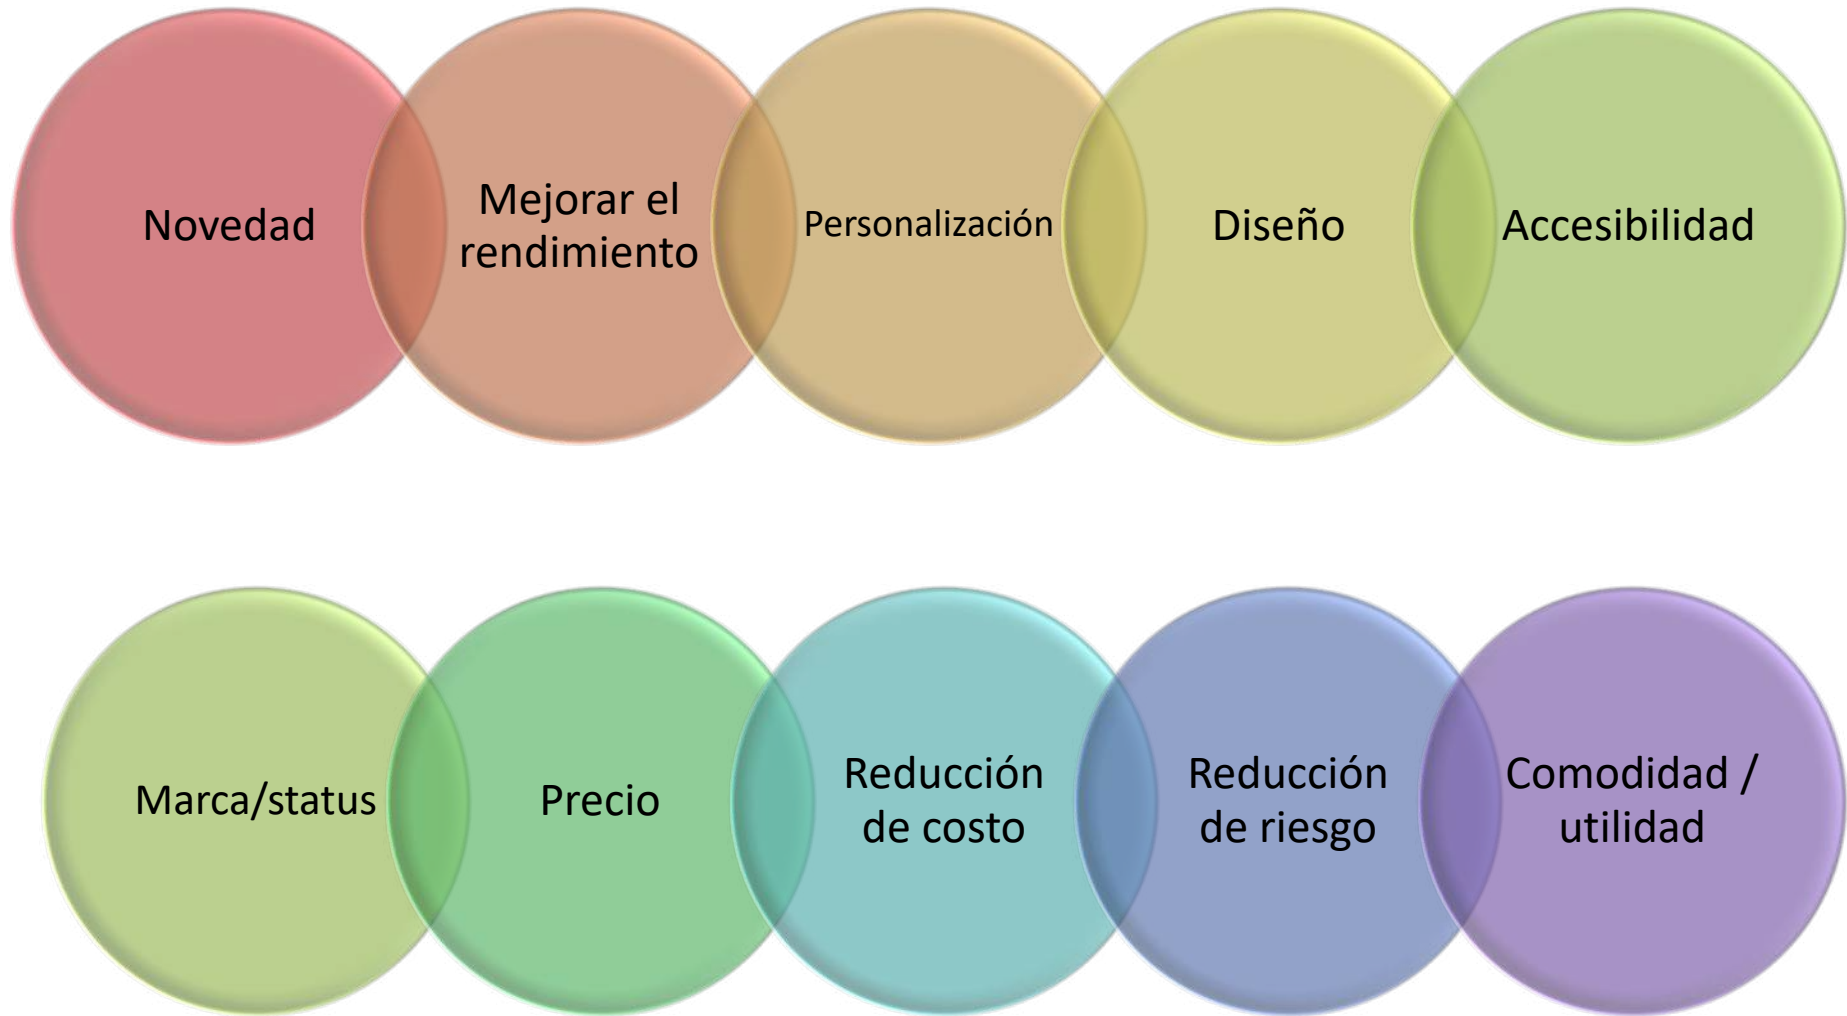 Novedad
Mejorar el
rendimiento
Personalización
Diseño
Accesibilidad
Marca/status
Precio
Reducción
de costo
Reducción
de riesgo
Comodidad /
utilidad